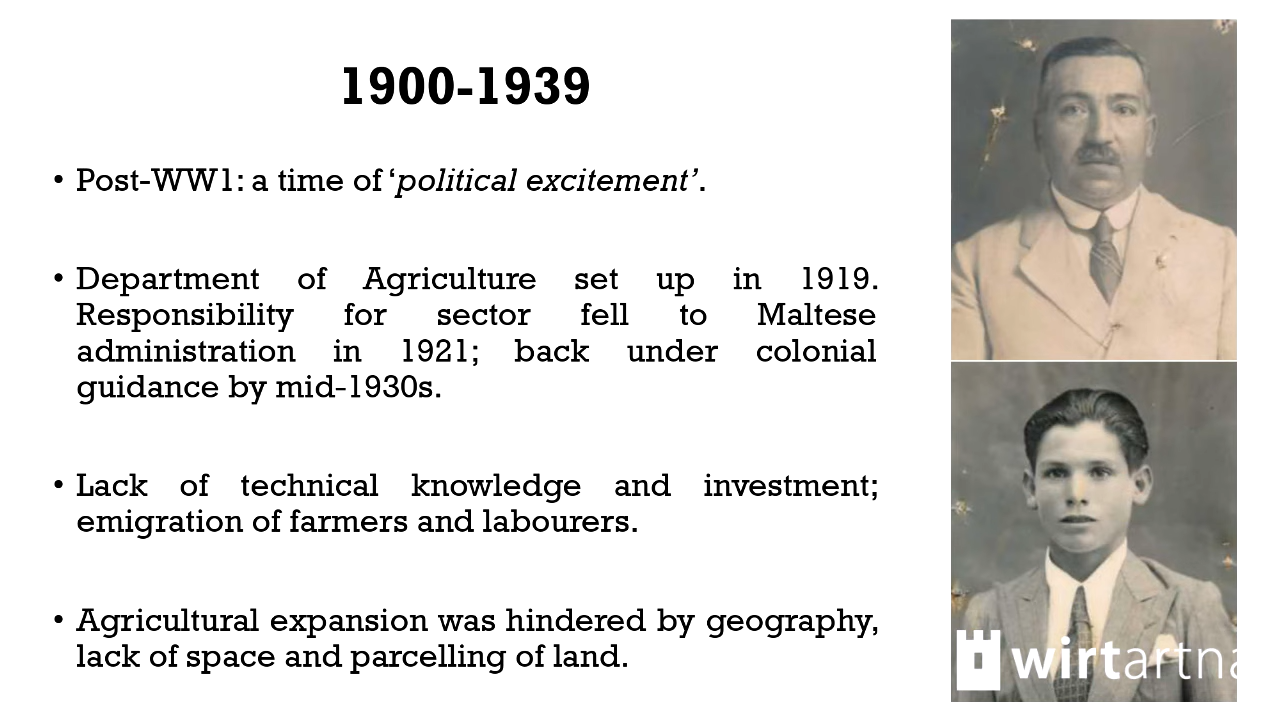 1900-1939
• Post-WW1: a time of ‘political excitement’.
• Department of Agriculture set up in 1919.
Responsibility for sector fell to Maltese
administration in 1921; back under colonial
guidance by mid-1930s.
• Lack of technical knowledge and investment;
emigration of farmers and labourers.
• Agricultural expansion was hindered by geography,
lack of space and parcelling of land.
wirtartna